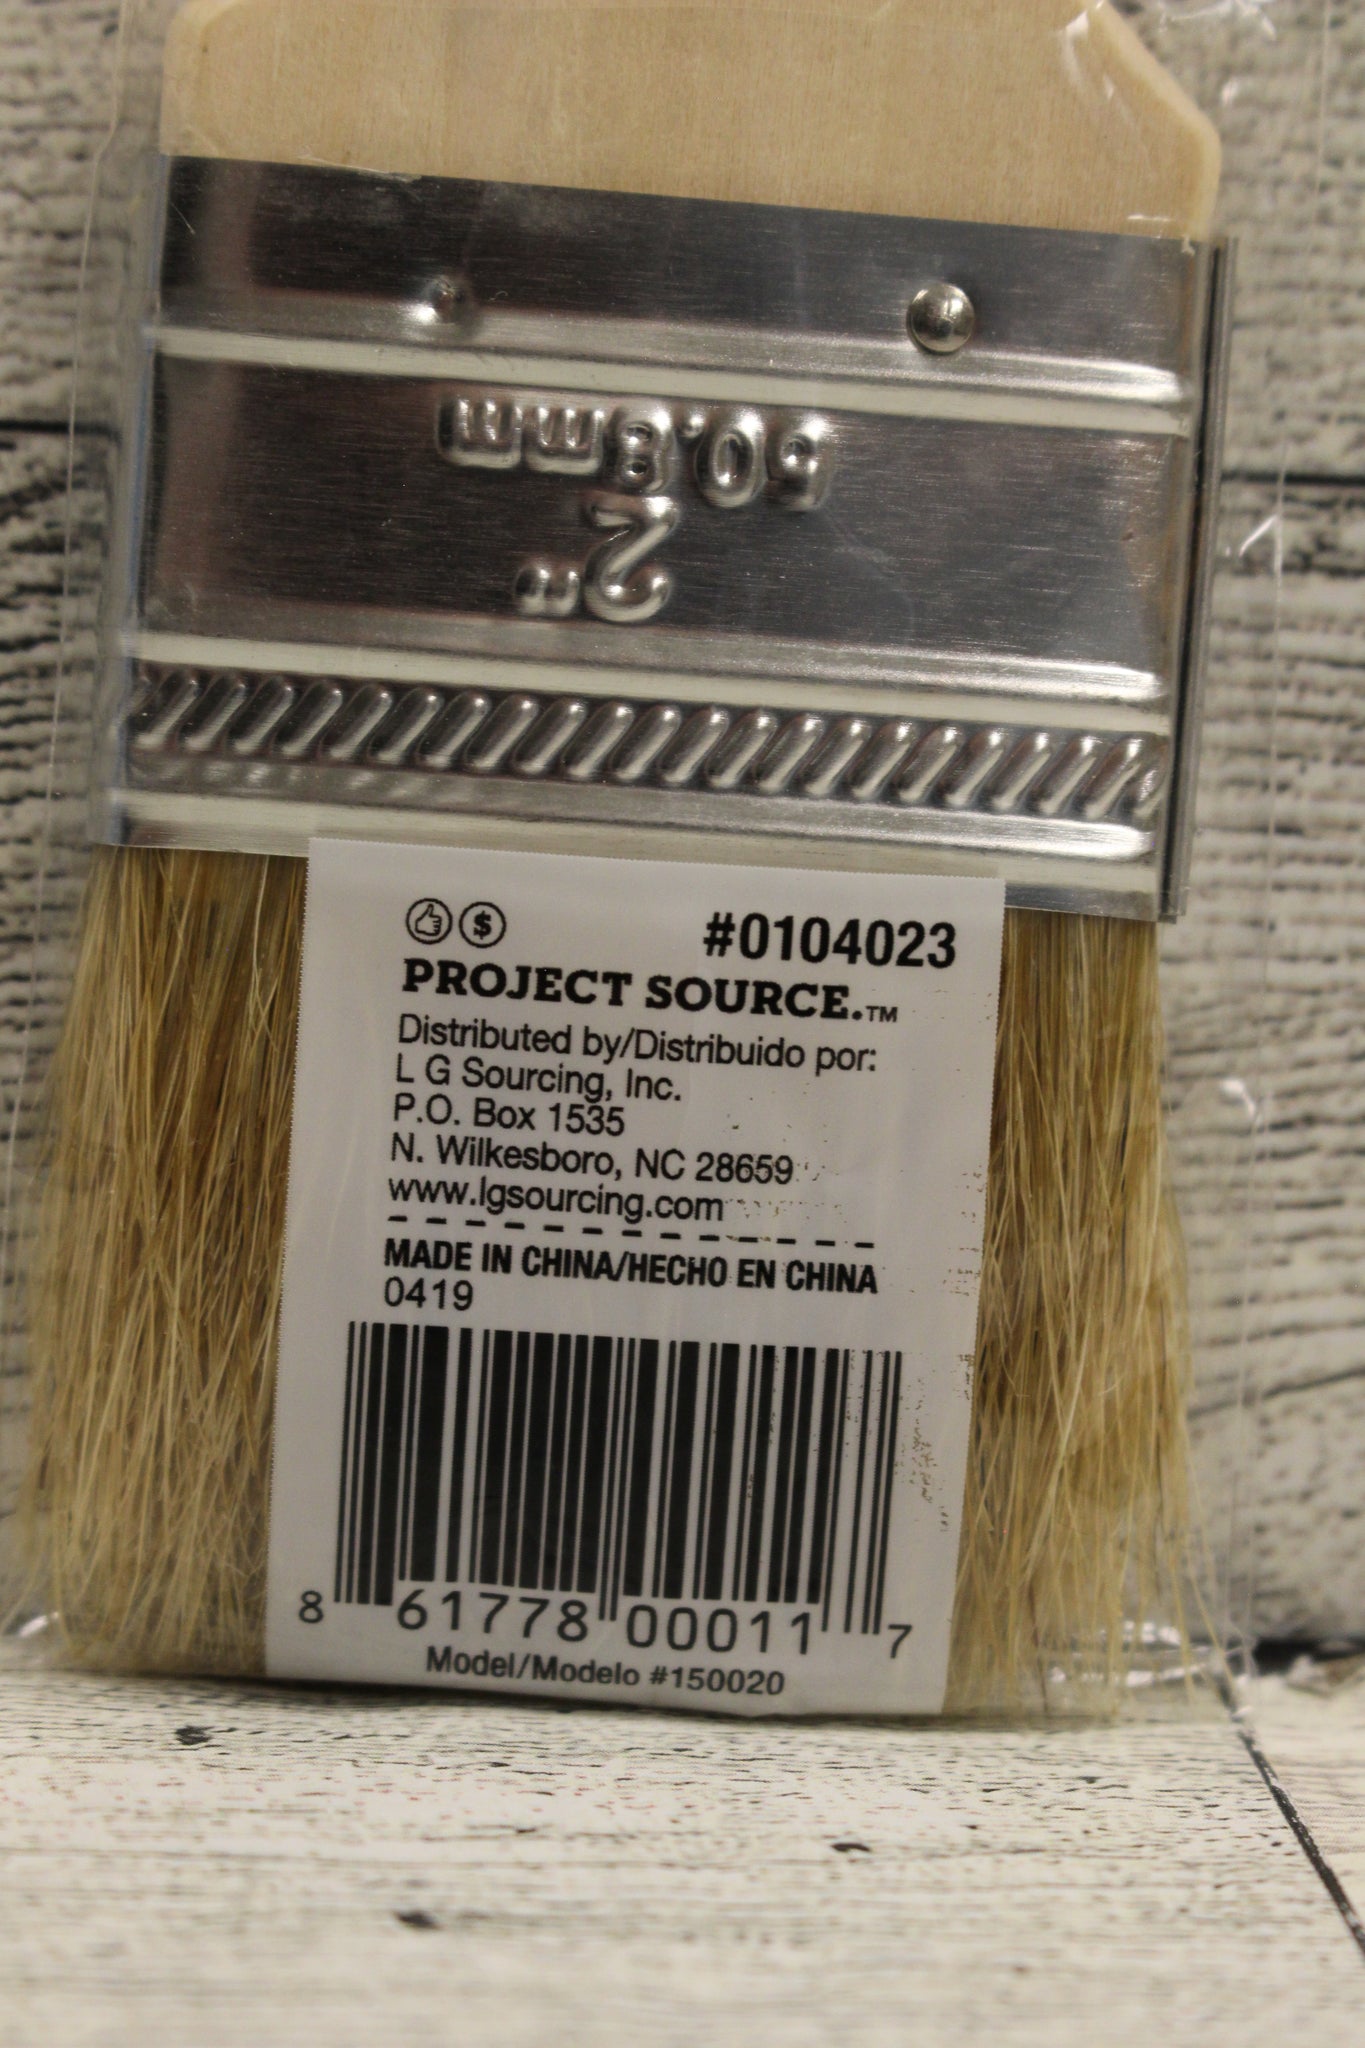 50.8mm
2"
#0104023
PROJECT SOURCE.™
Distributed by/Distribuido por:
L G Sourcing, Inc.
P.O. Box 1535
N. Wilkesboro, NC 28659
www.lgsourcing.com
MADE IN CHINA/HECHO EN CHINA
0419
8 61778 00011 7
Model/Modelo #150020